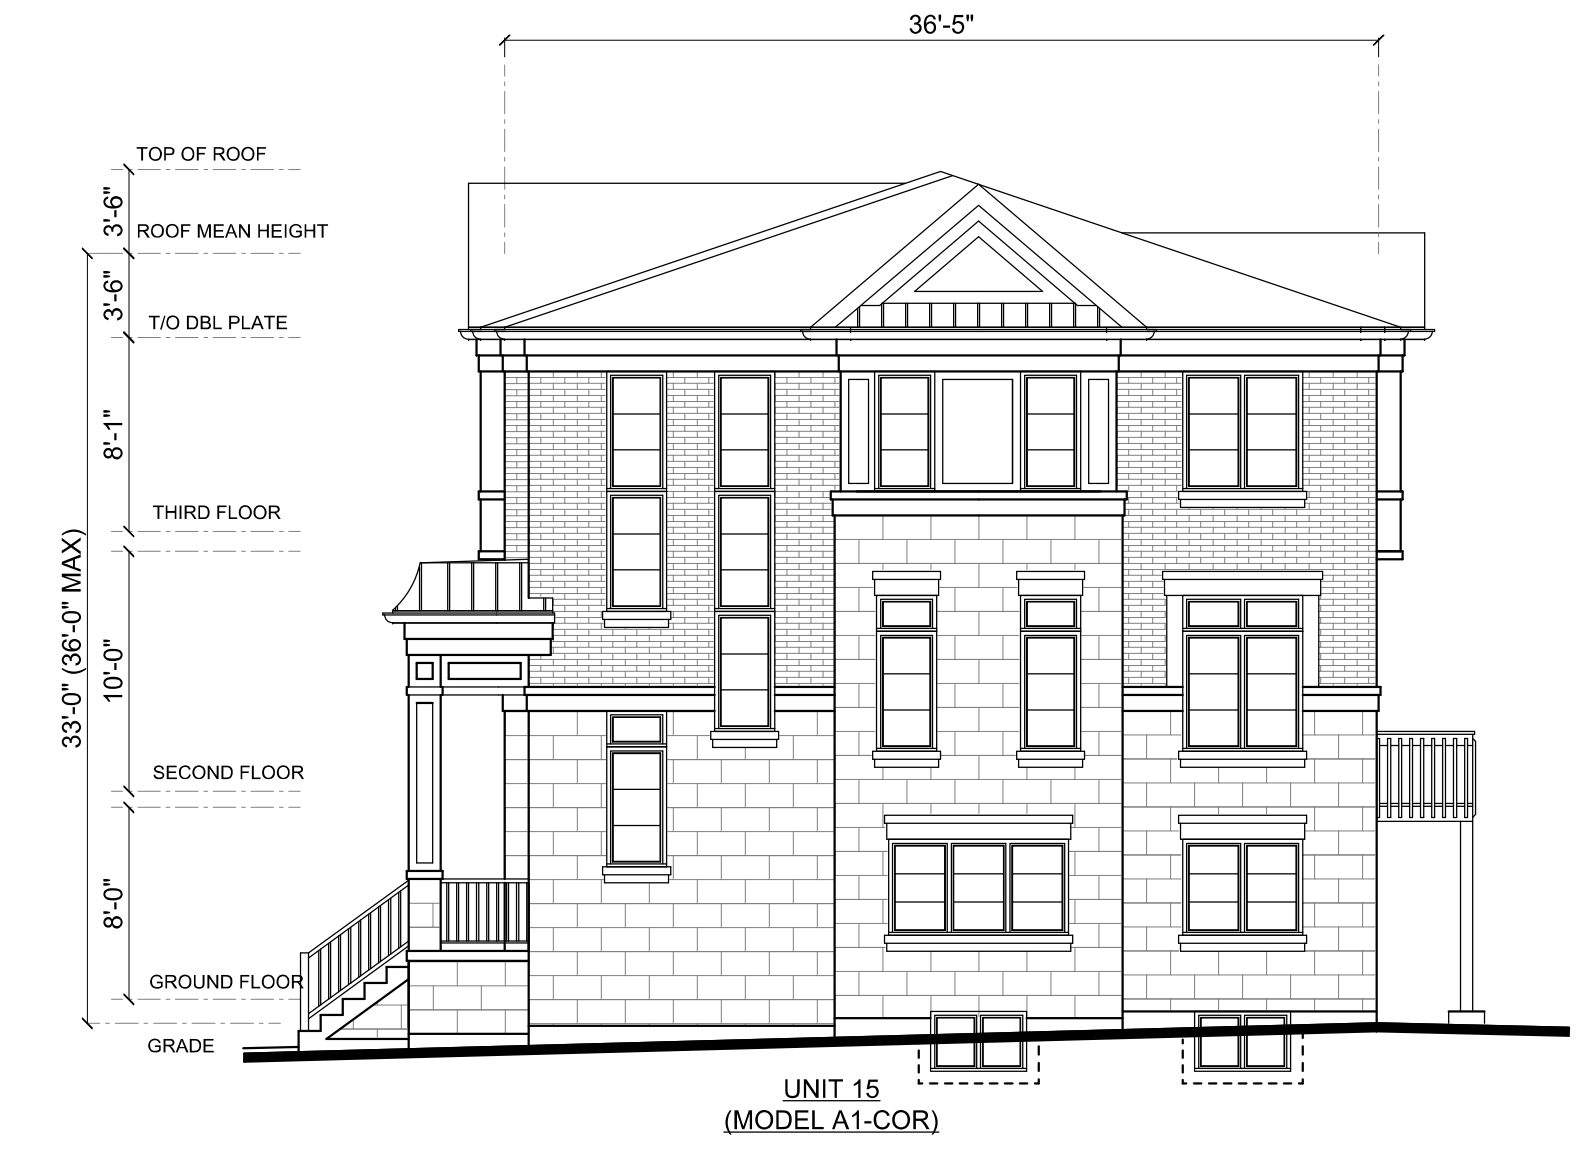 36'-5"
TOP OF ROOF
3'-6"
ROOF MEAN HEIGHT
3'-6"
T/O DBL PLATE
8'-1"
THIRD FLOOR
33'-0" (36'-0" MAX)
10'-0"
SECOND FLOOR
8'-0"
GROUND FLOOR
GRADE
UNIT 15
(MODEL A1-COR)